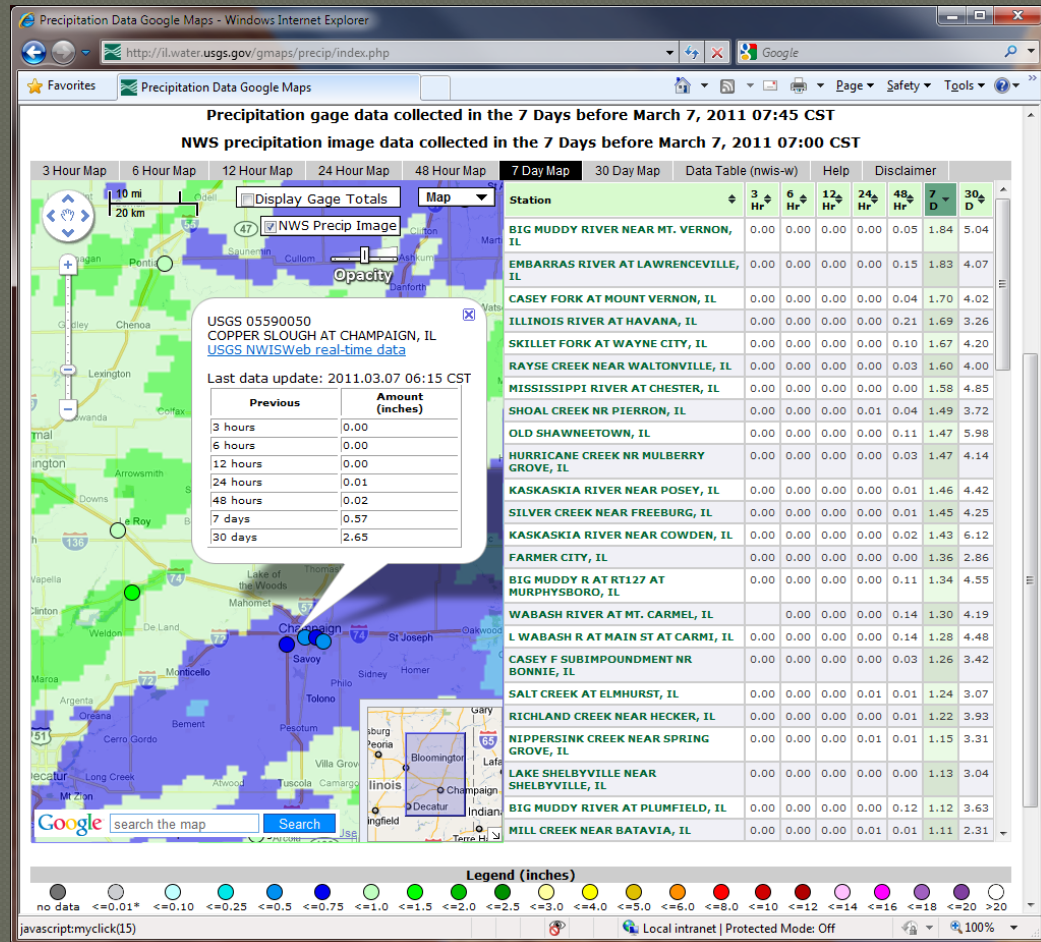 Precipitation Data Google Maps - Windows Internet Explorer
http://il.water.usgs.gov/gmaps/precip/index.php
Google
Favorites
Precipitation Data Google Maps
Page Safety Tools
Precipitation gage data collected in the 7 Days before March 7, 2011 07:45 CST
NWS precipitation image data collected in the 7 Days before March 7, 2011 07:00 CST
3 Hour Map 6 Hour Map 12 Hour Map 24 Hour Map 48 Hour Map 7 Day Map 30 Day Map Data Table (nwis-w) Help Disclaimer
10 mi
20 km
Odell
Display Gage Totals
Map
47
NWS Precip Image
Clifton
55
Saunemin
Cullom
Ashkum
Pontiac
Opacity
Danforth
Chenoa
Lexington
Colfax
Arrowsmith
Downs
Le Roy
136
74
Vapella
Lake of
the Woods
Mahomet
57
Clinton
De Land
Weldon
72
Champaign
74
St Joseph
Oakwood
Savoy
Homer
Sidney
Philo
Monticello
72
Maroa
Tolono
Argenta
Oreana
Bement
Pesotum
51
Cerro Gordo
Villa Grove
Long Creek
Atwood
Tuscola
Camargo
Mt Zion
USGS 05590050
COPPER SLOUGH AT CHAMPAIGN, IL
USGS NWISWeb real-time data
Last data update: 2011.03.07 06:15 CST
Previous Amount (inches)
3 hours 0.00
6 hours 0.00
12 hours 0.00
24 hours 0.01
48 hours 0.02
7 days 0.57
30 days 2.65
Gary
65
Peoria
Bloomington
Champaign
Decatur
Indiana
Google search the map Search
Station 3 Hr 6 Hr 12 Hr 24 Hr 48 Hr 7 D 30 D
BIG MUDDY RIVER NEAR MT. VERNON, IL 0.00 0.00 0.00 0.00 0.05 1.84 5.04
EMBARRAS RIVER AT LAWRENCEVILLE, IL 0.00 0.00 0.00 0.00 0.15 1.83 4.07
CASEY FORK AT MOUNT VERNON, IL 0.00 0.00 0.00 0.00 0.04 1.70 4.02
ILLINOIS RIVER AT HAVANA, IL 0.00 0.00 0.00 0.00 0.21 1.69 3.26
SKILLET FORK AT WAYNE CITY, IL 0.00 0.00 0.00 0.00 0.10 1.67 4.20
RAYSE CREEK NEAR WALTONVILLE, IL 0.00 0.00 0.00 0.00 0.03 1.60 4.00
MISSISSIPPI RIVER AT CHESTER, IL 0.00 0.00 0.00 0.00 0.00 1.58 4.85
SHOAL CREEK NR PIERRON, IL 0.00 0.00 0.00 0.01 0.04 1.49 3.72
OLD SHAWNEETOWN, IL 0.00 0.00 0.00 0.00 0.11 1.47 5.98
HURRICANE CREEK NR MULBERRY GROVE, IL 0.00 0.00 0.00 0.00 0.03 1.47 4.14
KASKASKIA RIVER NEAR POSEY, IL 0.00 0.00 0.00 0.00 0.01 1.46 4.42
SILVER CREEK NEAR FREEBURG, IL 0.00 0.00 0.00 0.00 0.01 1.45 4.25
KASKASKIA RIVER NEAR COWDEN, IL 0.00 0.00 0.00 0.00 0.02 1.43 6.12
FARMER CITY, IL 0.00 0.00 0.00 0.00 0.00 1.36 2.86
BIG MUDDY R AT RT127 AT MURPHYSBORO, IL 0.00 0.00 0.00 0.00 0.11 1.34 4.55
WABASH RIVER AT MT. CARMEL, IL 0.00 0.00 0.00 0.14 1.30 4.19
L WABASH R AT MAIN ST AT CARMI, IL 0.00 0.00 0.00 0.00 0.14 1.28 4.48
CASEY F SUBIMPOUNDMENT NR BONNIE, IL 0.00 0.00 0.00 0.00 0.03 1.26 3.42
SALT CREEK AT ELMHURST, IL 0.00 0.00 0.00 0.01 0.01 1.24 3.07
RICHLAND CREEK NEAR HECKER, IL 0.00 0.00 0.00 0.00 0.01 1.22 3.93
NIPPERSINK CREEK NEAR SPRING GROVE, IL 0.00 0.00 0.00 0.01 0.01 1.15 3.31
LAKE SHELBYVILLE NEAR SHELBYVILLE, IL 0.00 0.00 0.00 0.00 0.00 1.13 3.04
BIG MUDDY RIVER AT PLUMFIELD, IL 0.00 0.00 0.00 0.00 0.12 1.12 3.63
MILL CREEK NEAR BATAVIA, IL 0.00 0.00 0.00 0.01 0.01 1.11 2.31
Legend (inches)
no data <=0.01* <=0.10 <=0.25 <=0.5 <=0.75 <=1.0 <=1.5 <=2.0 <=2.5 <=3.0 <=4.0 <=5.0 <=6.0 <=8.0 <=10 <=12 <=14 <=16 <=18 <=20 >20
javascript:myclick(15)
Local intranet | Protected Mode: Off
100%